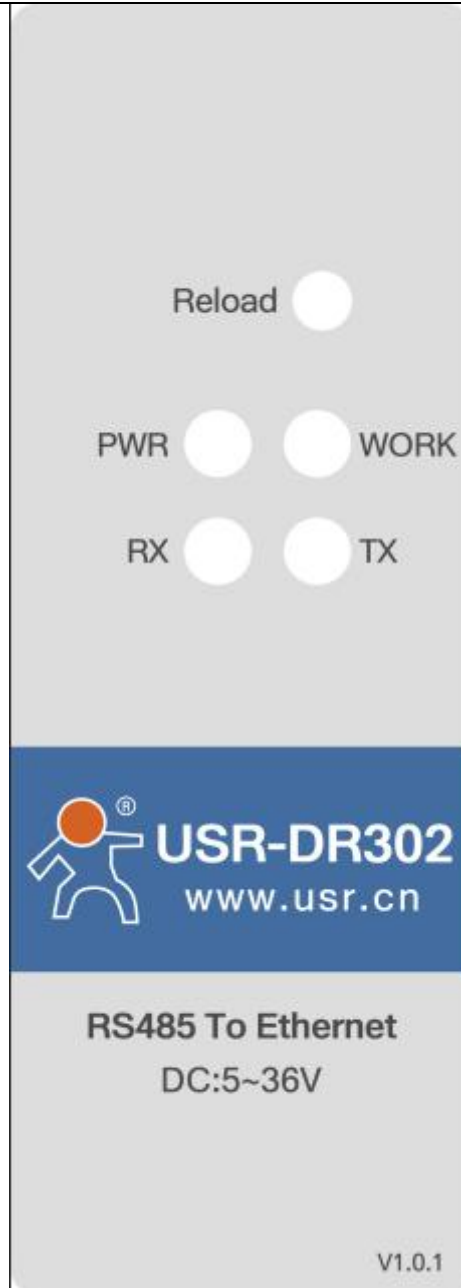 Reload
PWR WORK
RX TX
®
USR-DR302
www.usr.cn
RS485 To Ethernet
DC:5~36V
V1.0.1